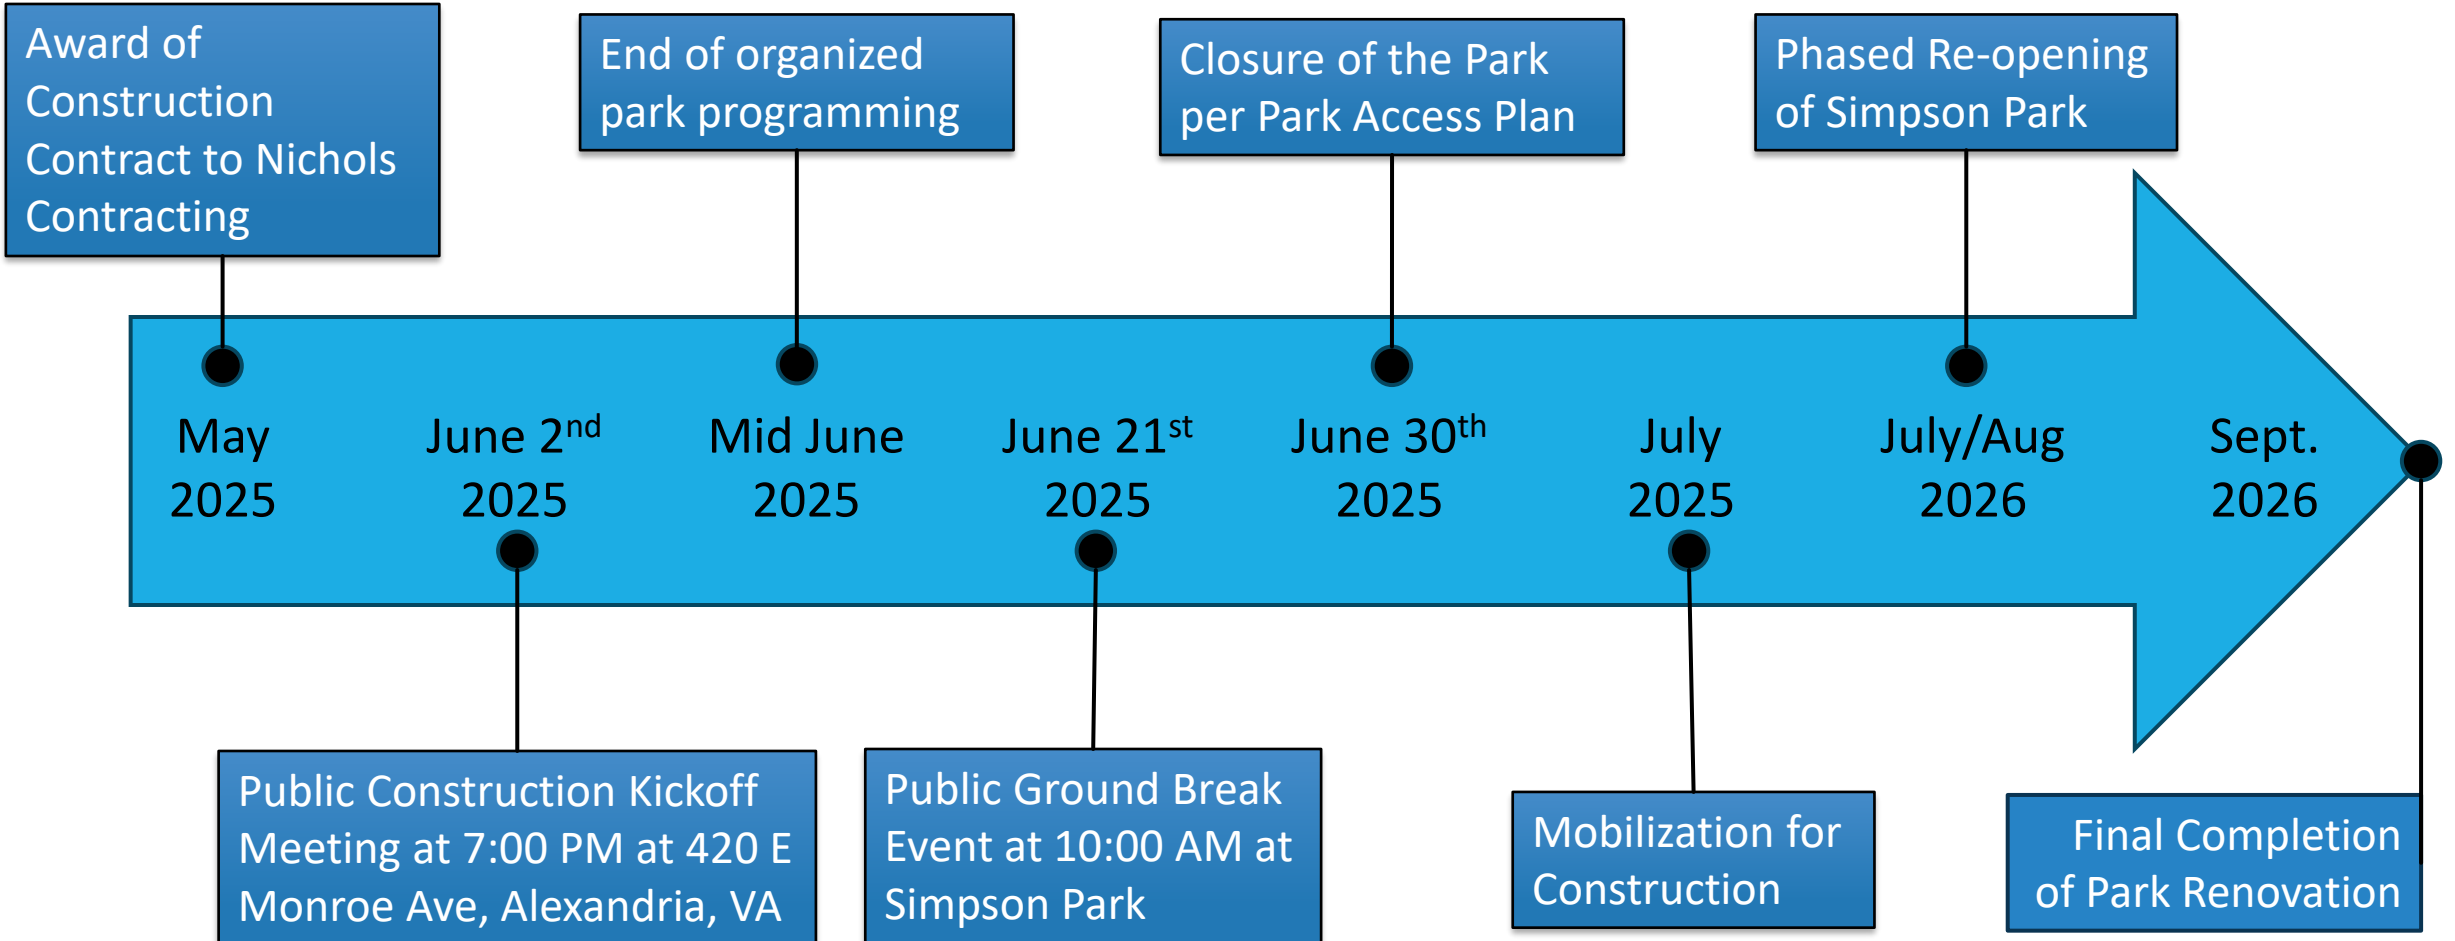 Award of
Construction
Contract to Nichols
Contracting
End of organized
park programming
Closure of the Park
per Park Access Plan
Phased Re-opening
of Simpson Park
May
2025
June 2nd
2025
Mid June
2025
June 21st
2025
June 30th
2025
July
2025
July/Aug
2026
Sept.
2026
Public Construction Kickoff
Meeting at 7:00 PM at 420 E
Monroe Ave, Alexandria, VA
Public Ground Break
Event at 10:00 AM at
Simpson Park
Mobilization for
Construction
Final Completion
of Park Renovation